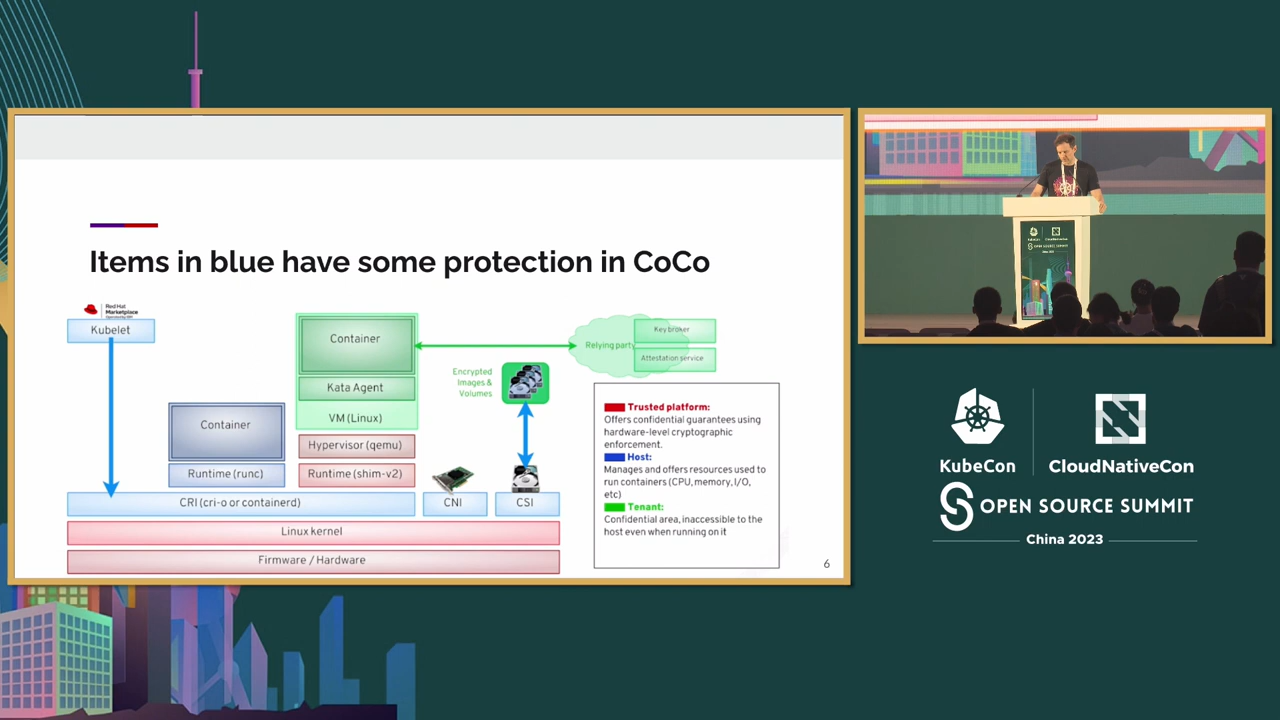 Items in blue have some protection in CoCo
Red Hat
Marketplace
Kubelet
Container
Kata Agent
VM (Linux)
Hypervisor (qemu)
Runtime (shim-v2)
Container
Runtime (runc)
CRI (cri-o or containerd)
CNI
CSI
Linux kernel
Firmware / Hardware
Encrypted
Images &
Volumes
Relying party
Key broker
Attestation service
Trusted platform:
Offers confidential guarantees using
hardware-level cryptographic
enforcement.
Host:
Manages and offers resources used to
run containers (CPU, memory, I/O,
etc)
Tenant:
Confidential area, inaccessible to the
host even when running on it
6
KubeCon
CloudNativeCon
OPEN SOURCE SUMMIT
China 2023